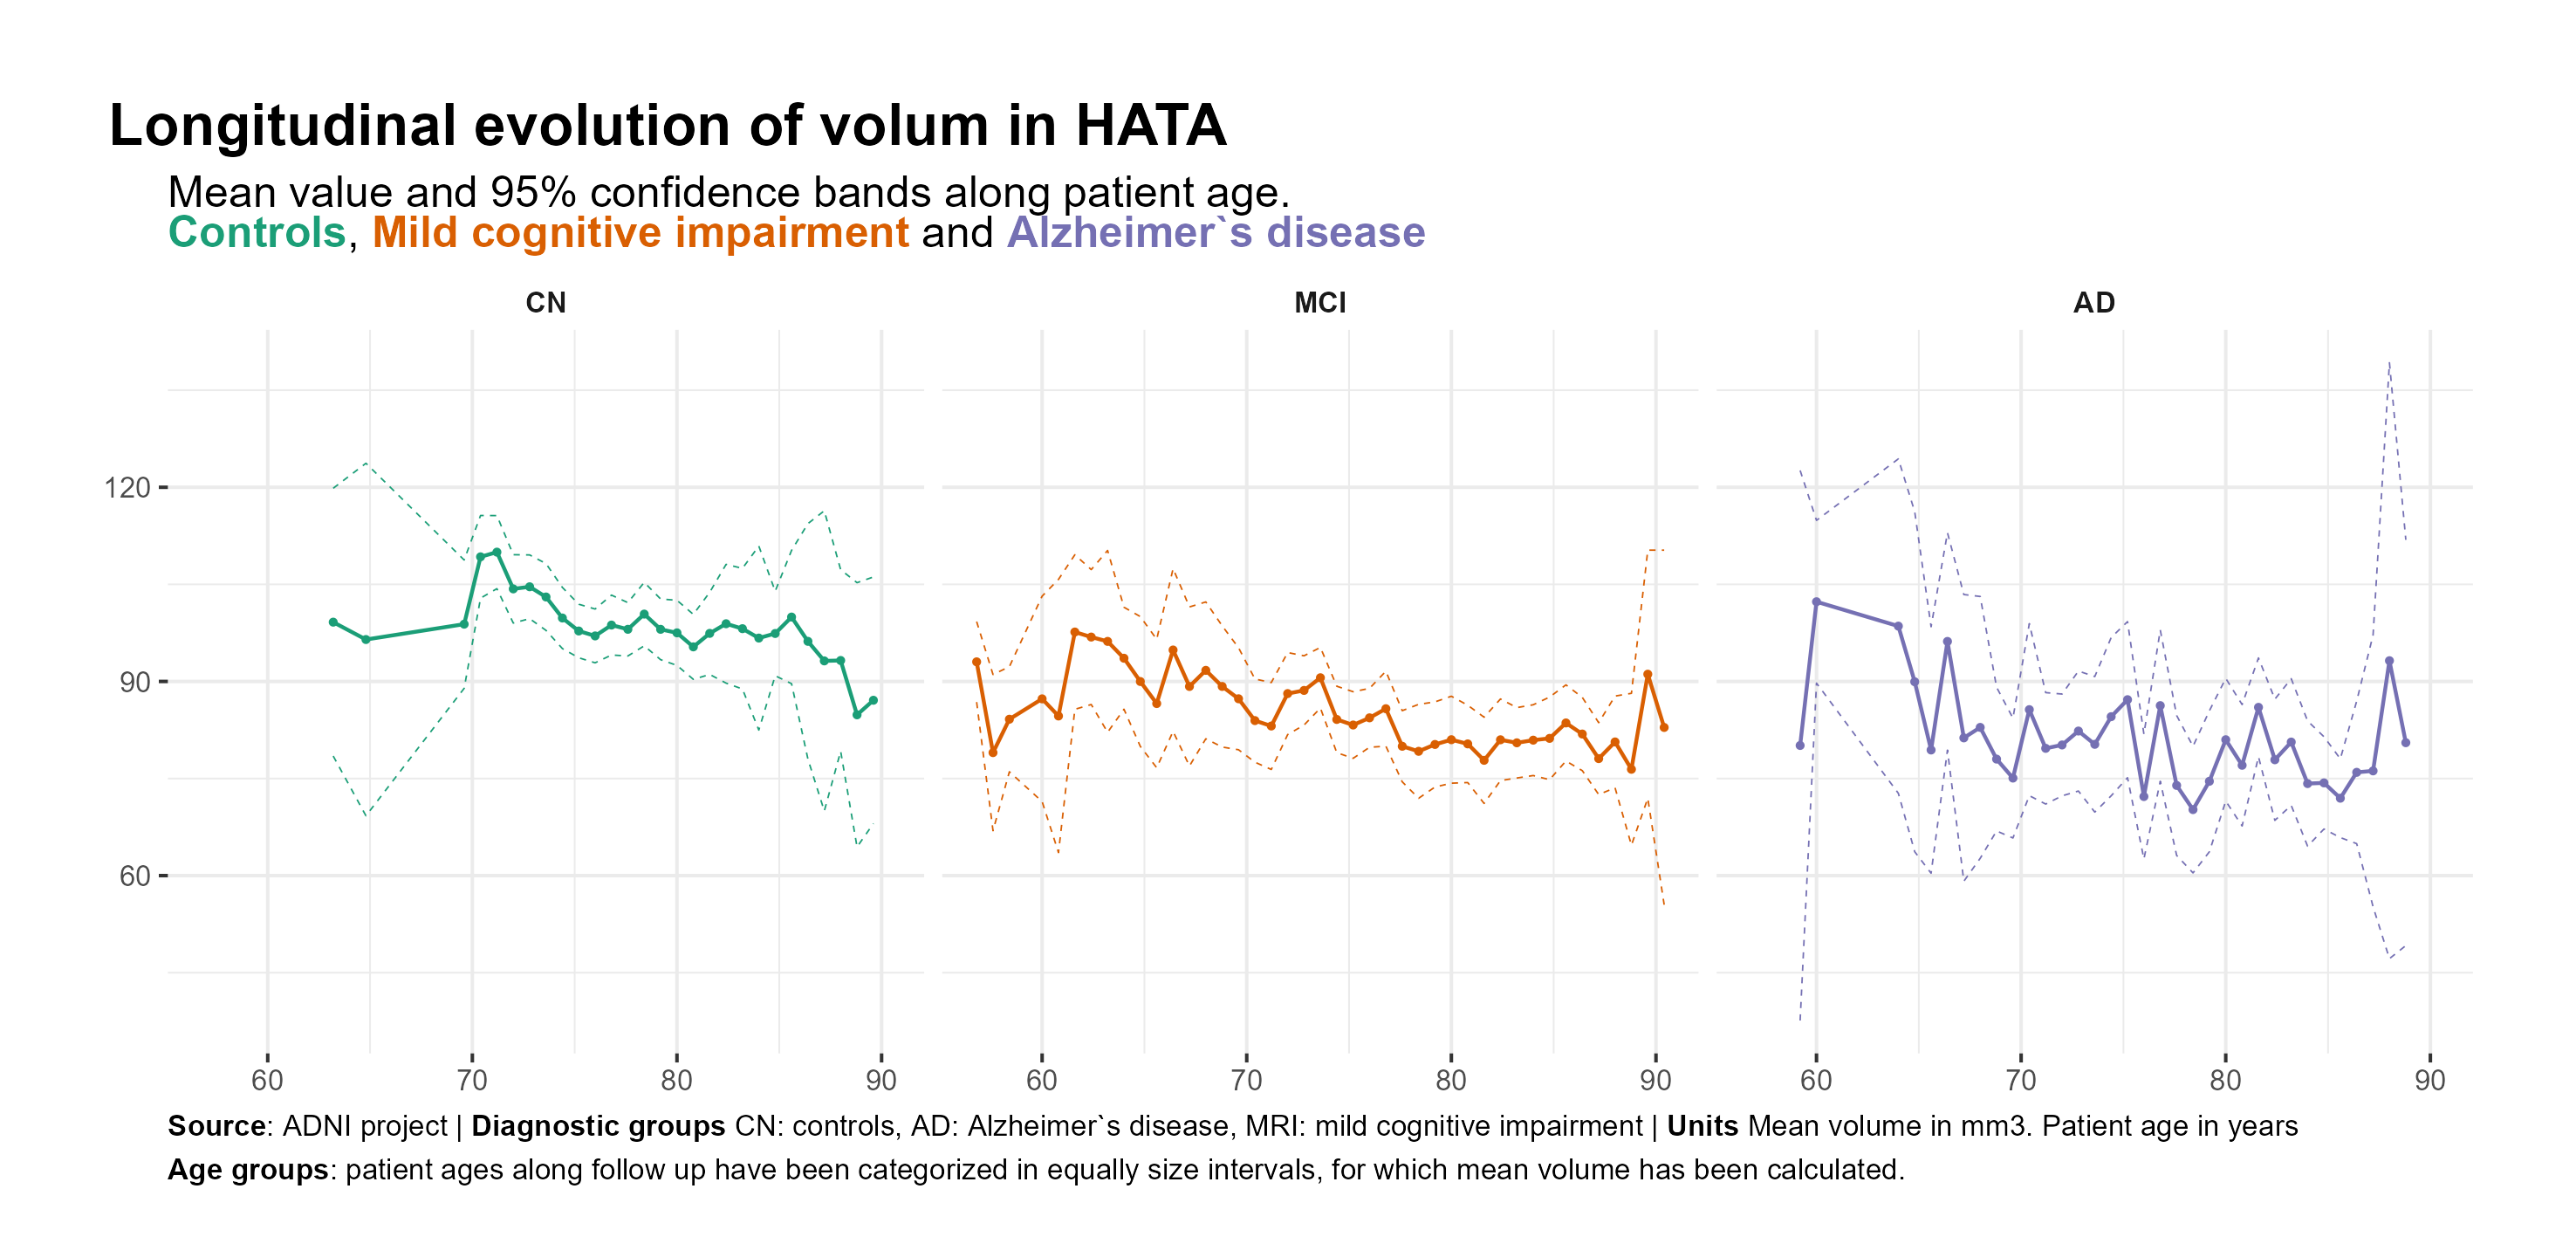 Longitudinal evolution of volum in HATA
Mean value and 95% confidence bands along patient age.
Controls, Mild cognitive impairment and Alzheimer`s disease
CN MCI AD
120
90
60
60 70 80 90 60 70 80 90 60 70 80 90
Source: ADNI project | Diagnostic groups CN: controls, AD: Alzheimer`s disease, MRI: mild cognitive impairment | Units Mean volume in mm3. Patient age in years
Age groups: patient ages along follow up have been categorized in equally size intervals, for which mean volume has been calculated.